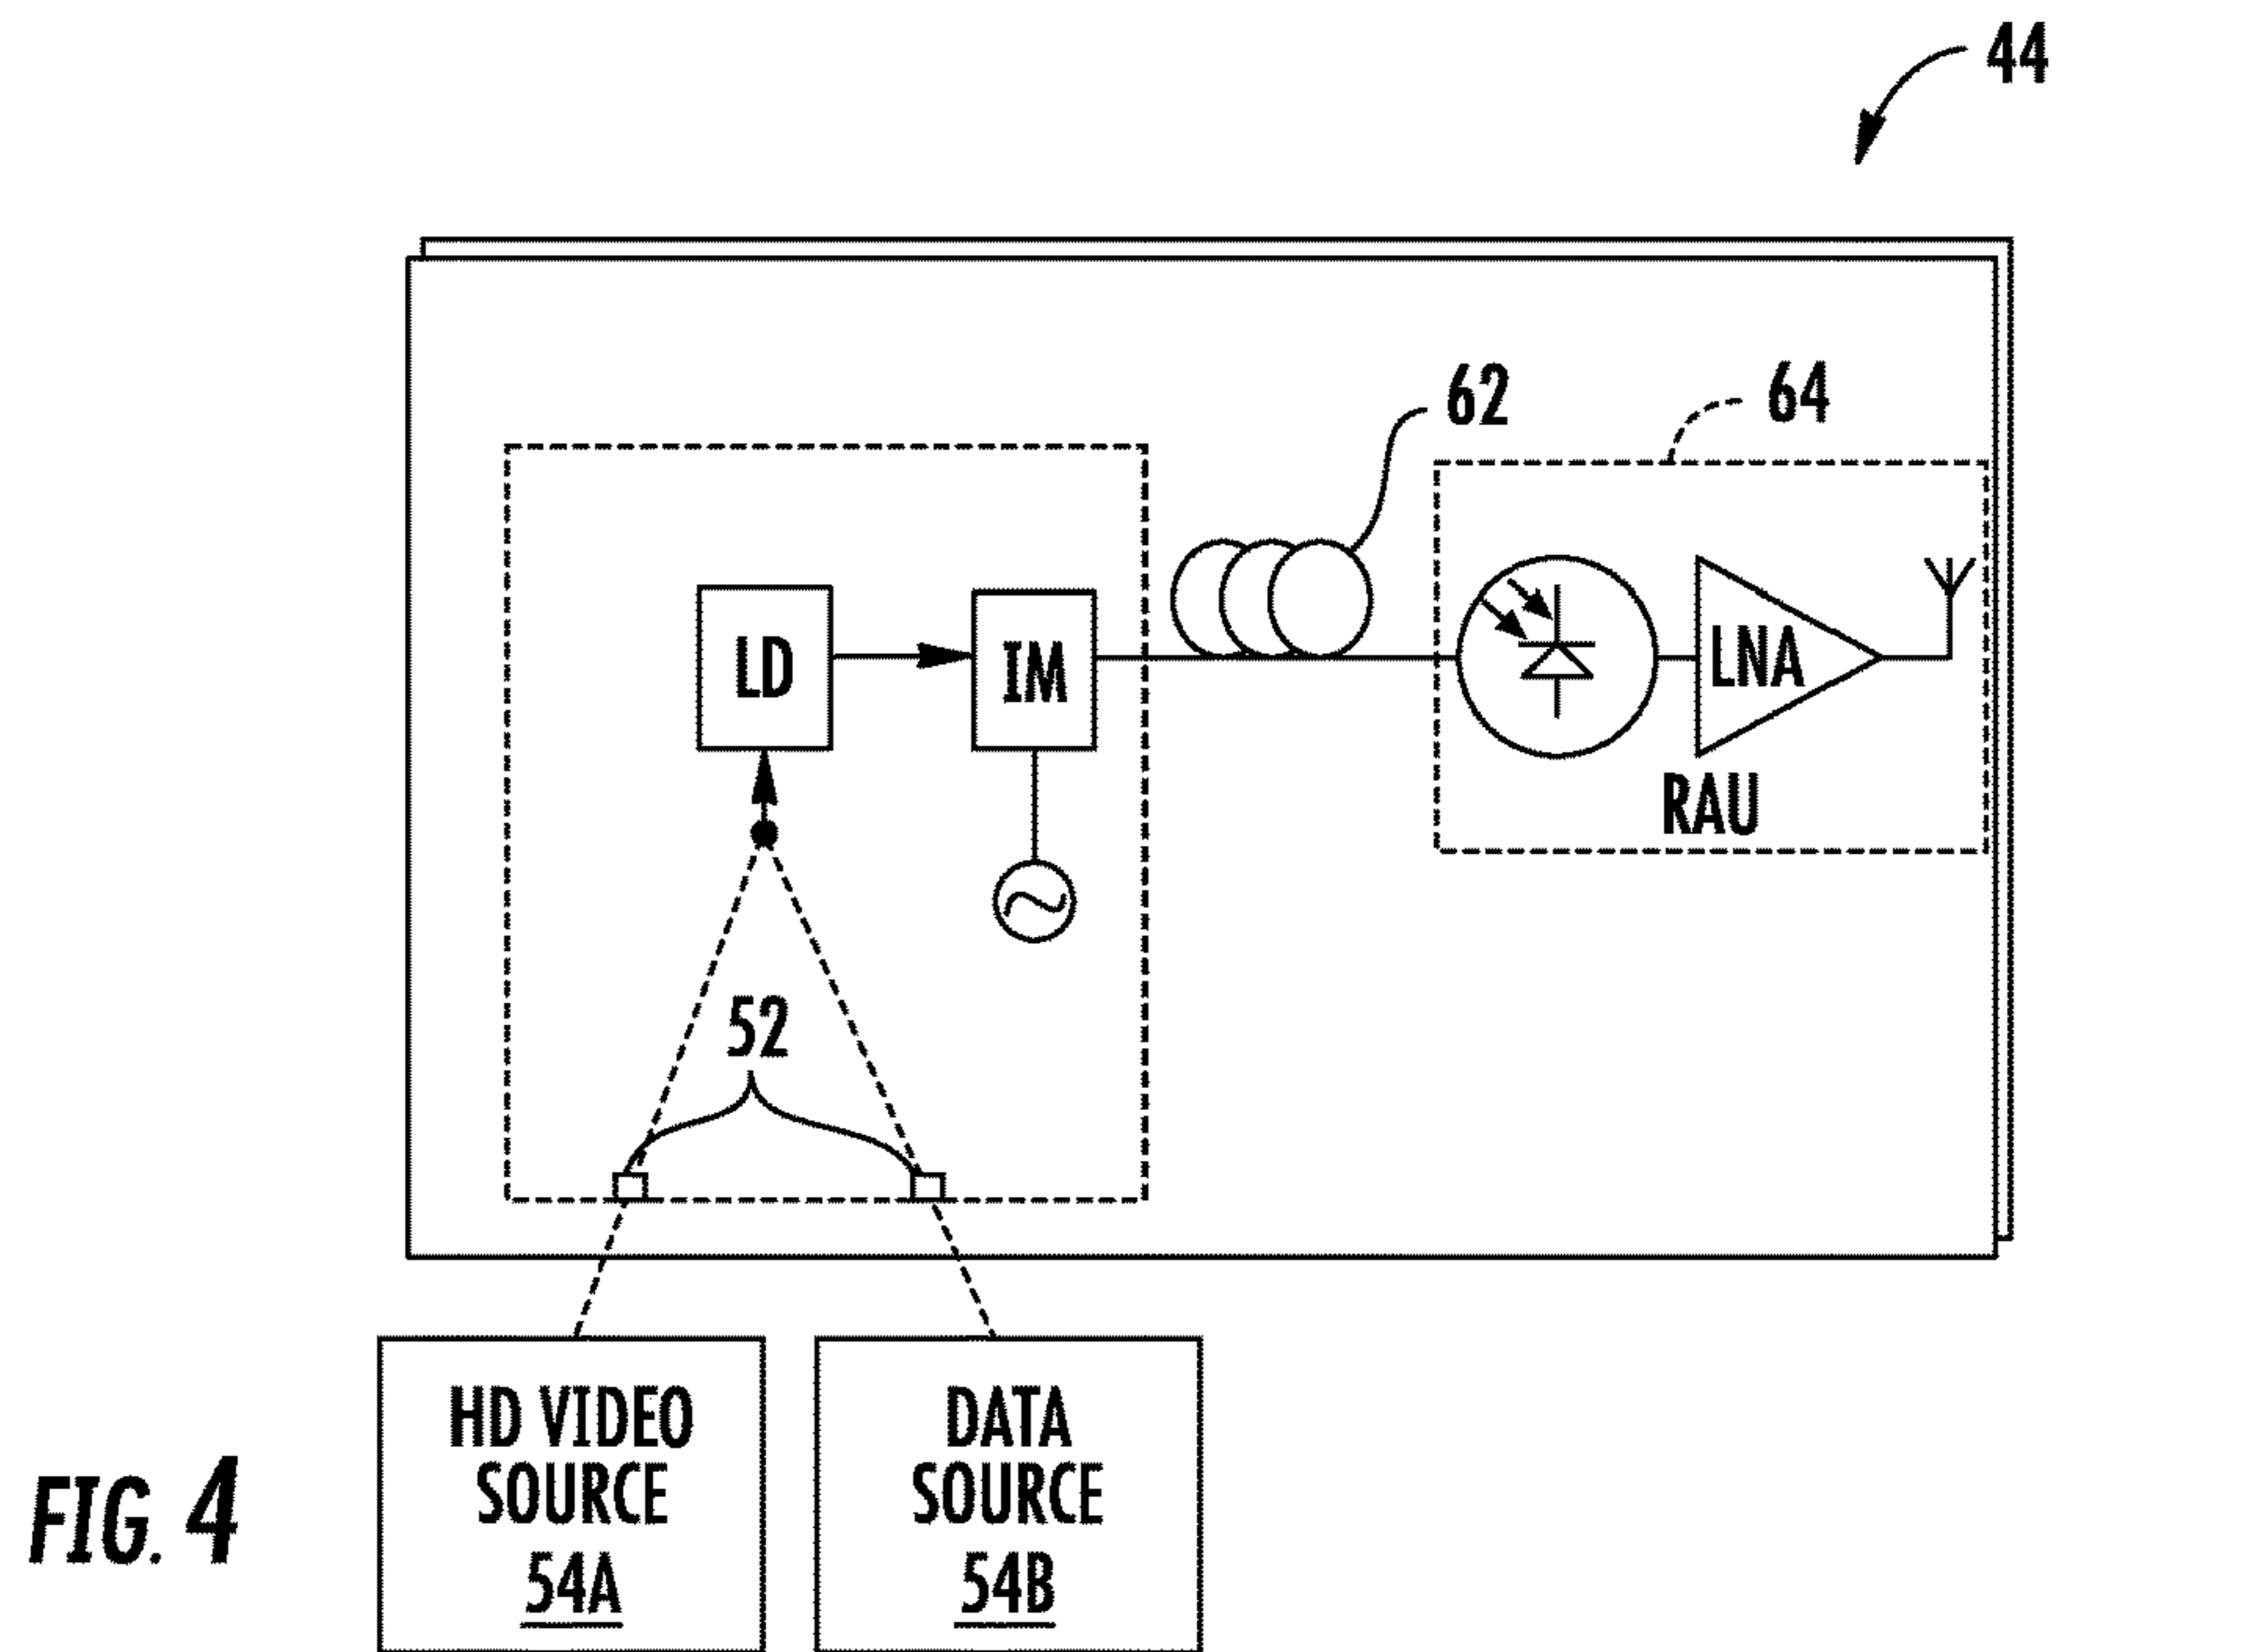 44
62
64
LD
IM
LNA
RAU
52
HD VIDEO
SOURCE
54A
DATA
SOURCE
54B
FIG. 4